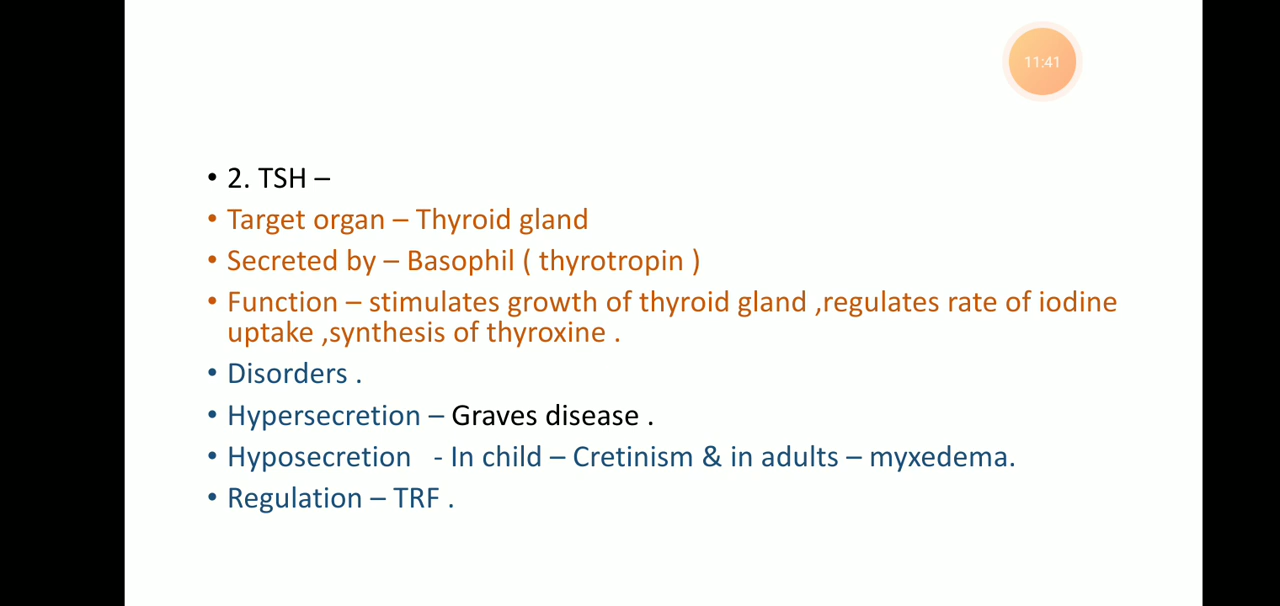 11:41
• 2. TSH –
• Target organ – Thyroid gland
• Secreted by – Basophil ( thyrotropin )
• Function – stimulates growth of thyroid gland ,regulates rate of iodine
uptake ,synthesis of thyroxine .
• Disorders .
• Hypersecretion – Graves disease .
• Hyposecretion - In child – Cretinism & in adults – myxedema.
• Regulation – TRF .